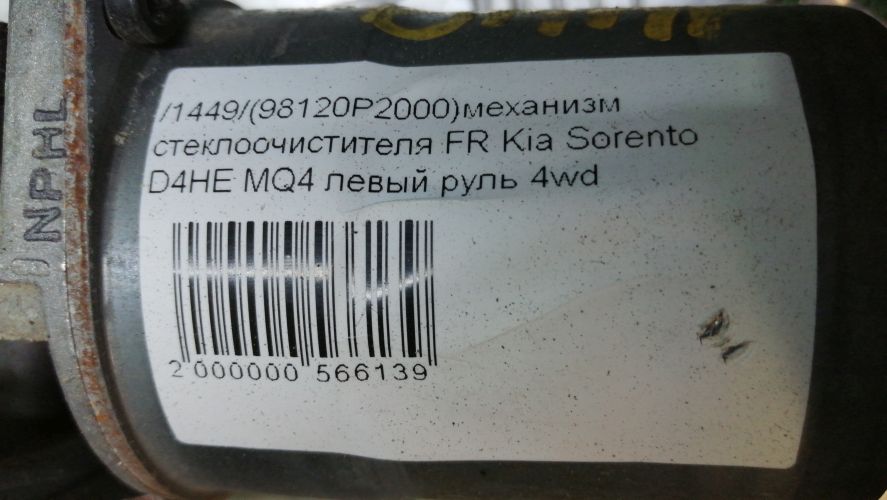 /1449/(98120P2000)механизм
стеклоочистителя FR Kia Sorento
D4HE MQ4 левый руль 4wd
2 000000 566139
NPHL